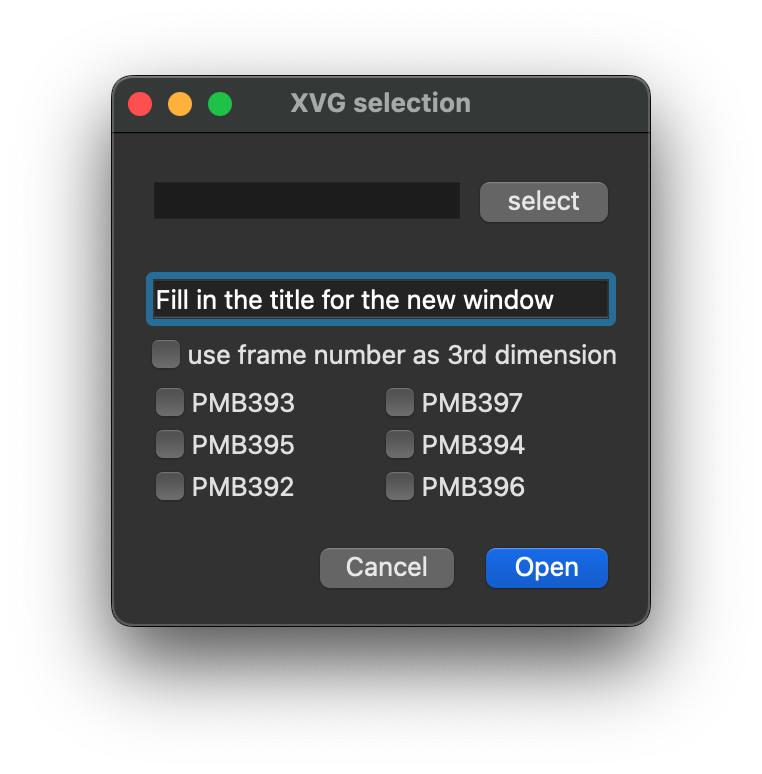 XVG selection
select
Fill in the title for the new window
use frame number as 3rd dimension
PMB393 PMB397
PMB395 PMB394
PMB392 PMB396
Cancel Open